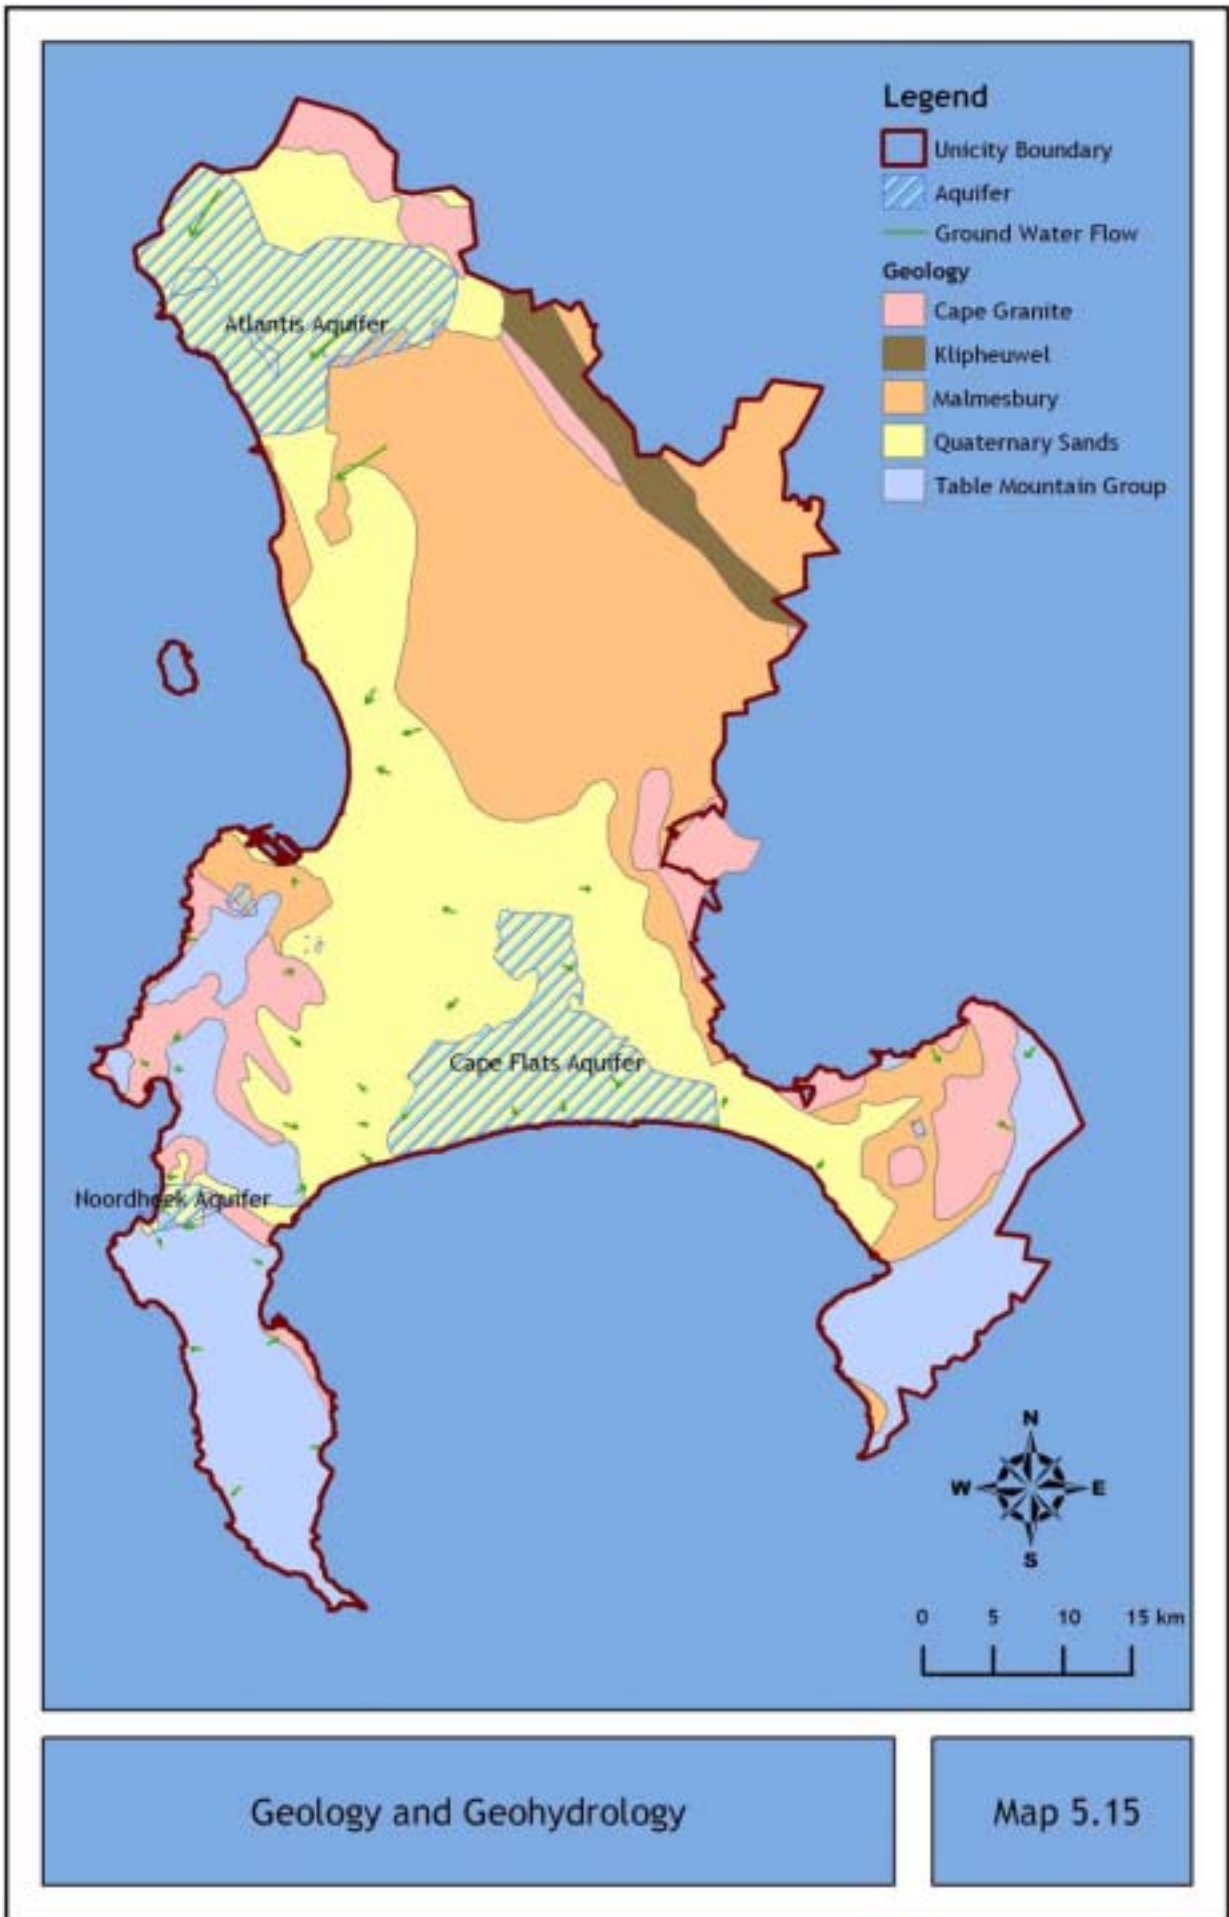 Legend
Unicity Boundary
Aquifer
Ground Water Flow
Geology
Cape Granite
Klipheuwel
Malmesbury
Quaternary Sands
Table Mountain Group
Atlantis Aquifer
Cape Flats Aquifer
Noordhoek Aquifer
N
W E
S
0 5 10 15 km
Geology and Geohydrology
Map 5.15